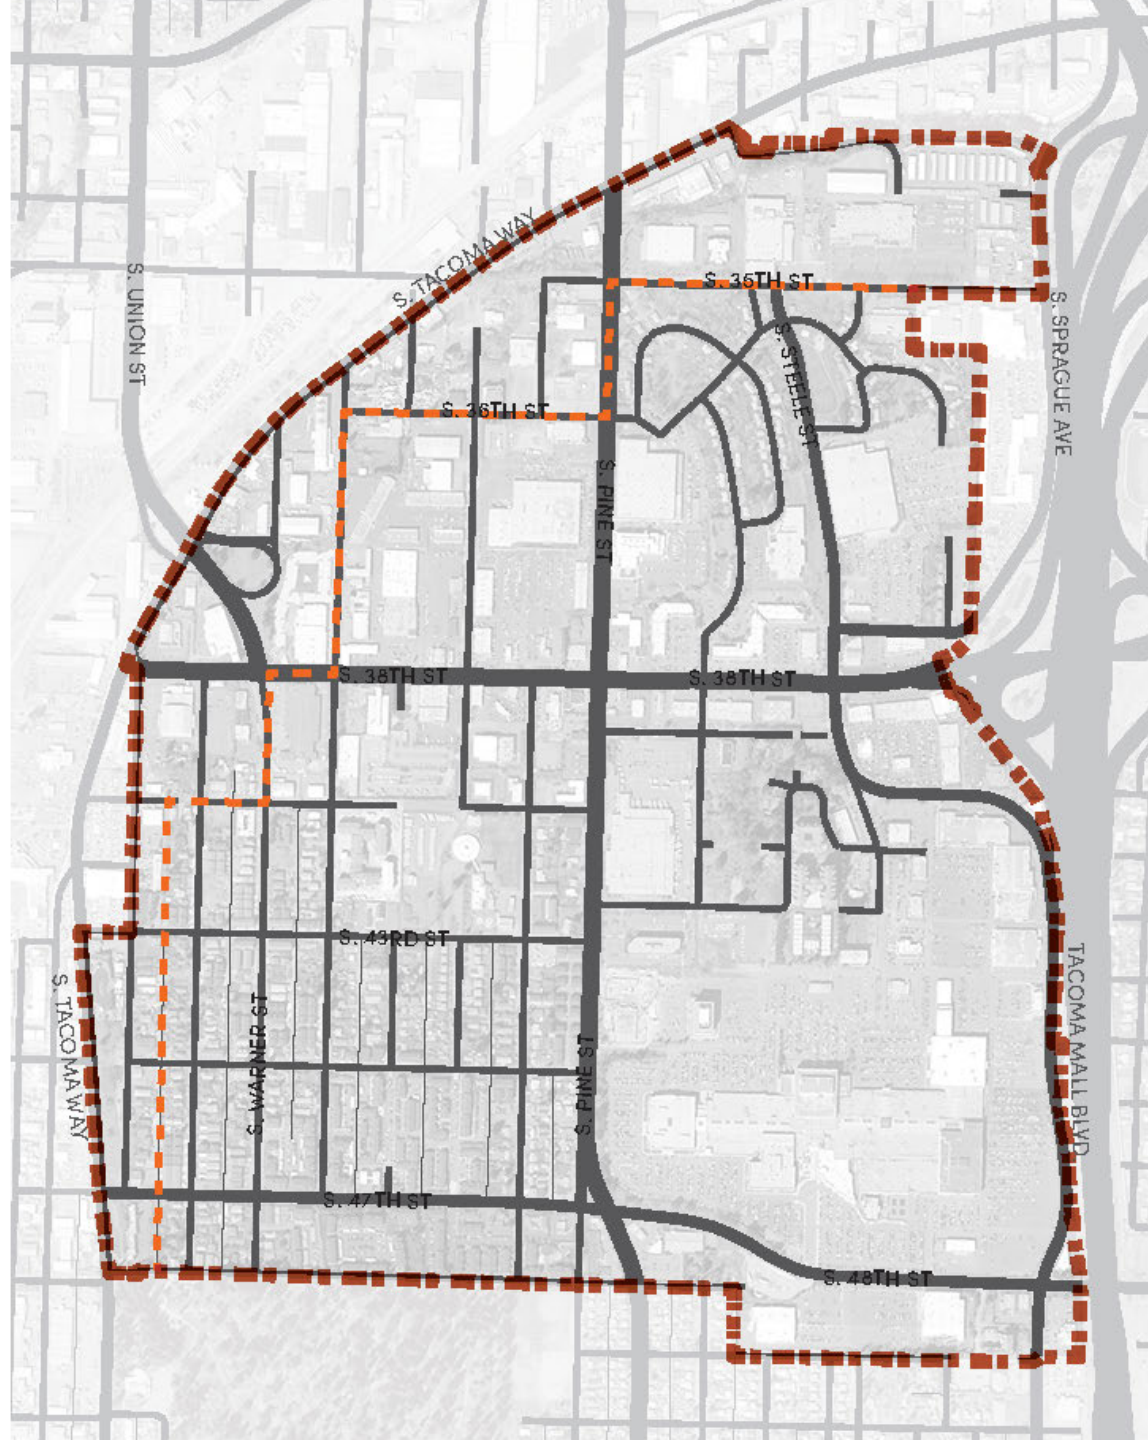 S. TACOMA WAY
S. UNION ST
S. 35TH ST
S. SPRAGUE AVE
S. STEELE ST
S. 36TH ST
S. PINE ST
S. 38TH ST
S. 38TH ST
S. 43RD ST
S. TACOMA WAY
S. WARNER ST
S. PINE ST
TACOMA MALL BLVD
S. 47TH ST
S. 48TH ST